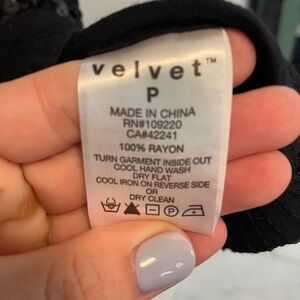 velvet™
P
MADE IN CHINA
RN#109220
CA#42241
100% RAYON
TURN GARMENT INSIDE OUT
COOL HAND WASH
DRY FLAT
COOL IRON ON REVERSE SIDE
OR
DRY CLEAN
P